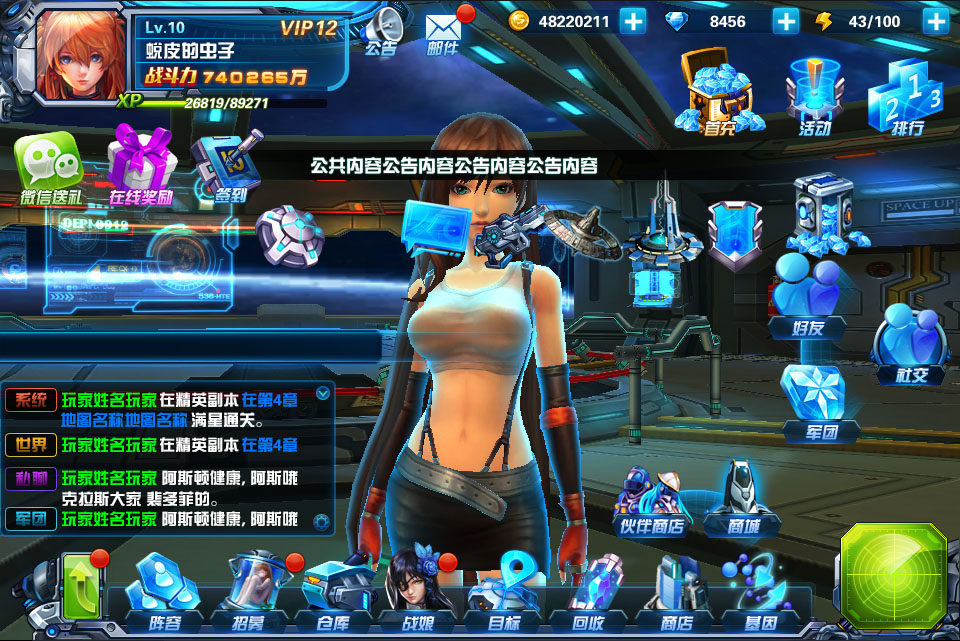 Lv.10
VIP12
蜕皮的虫子
战斗力 740265万
XP 26819/89271
公告
邮件
48220211
8456
43/100
首充
活动
1 2 3
排行
微信送礼
在线奖励
签到
公共内容公告内容公告内容公告内容
SPACE UP
好友
社交
军团
系统 玩家姓名玩家在精英副本 在第4章
地图名称地图名称 满星通关。
世界 玩家姓名玩家在精英副本 在第4章
私聊 玩家姓名玩家 阿斯顿健康, 阿斯哦
克拉斯大家 裴多菲的。
军团 玩家姓名玩家 阿斯顿健康, 阿斯哦
伙伴商店
商城
阵容
招募
仓库
战娘
目标
回收
商店
基因